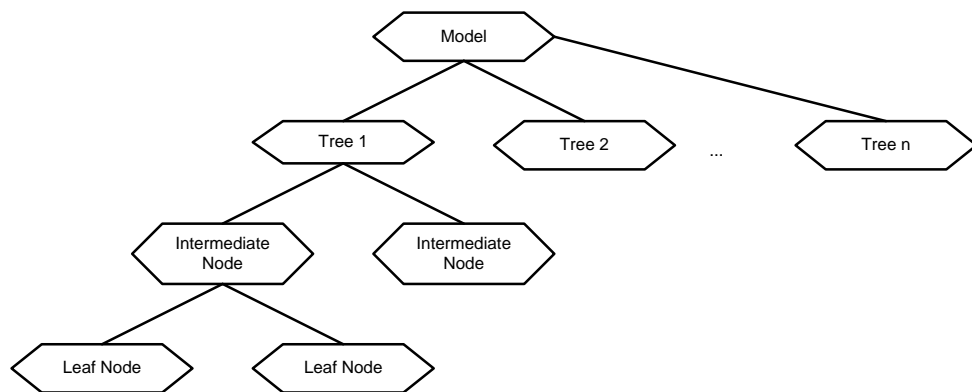 Model
Tree 1
Tree 2
...
Tree n
Intermediate
Node
Intermediate
Node
Leaf Node
Leaf Node